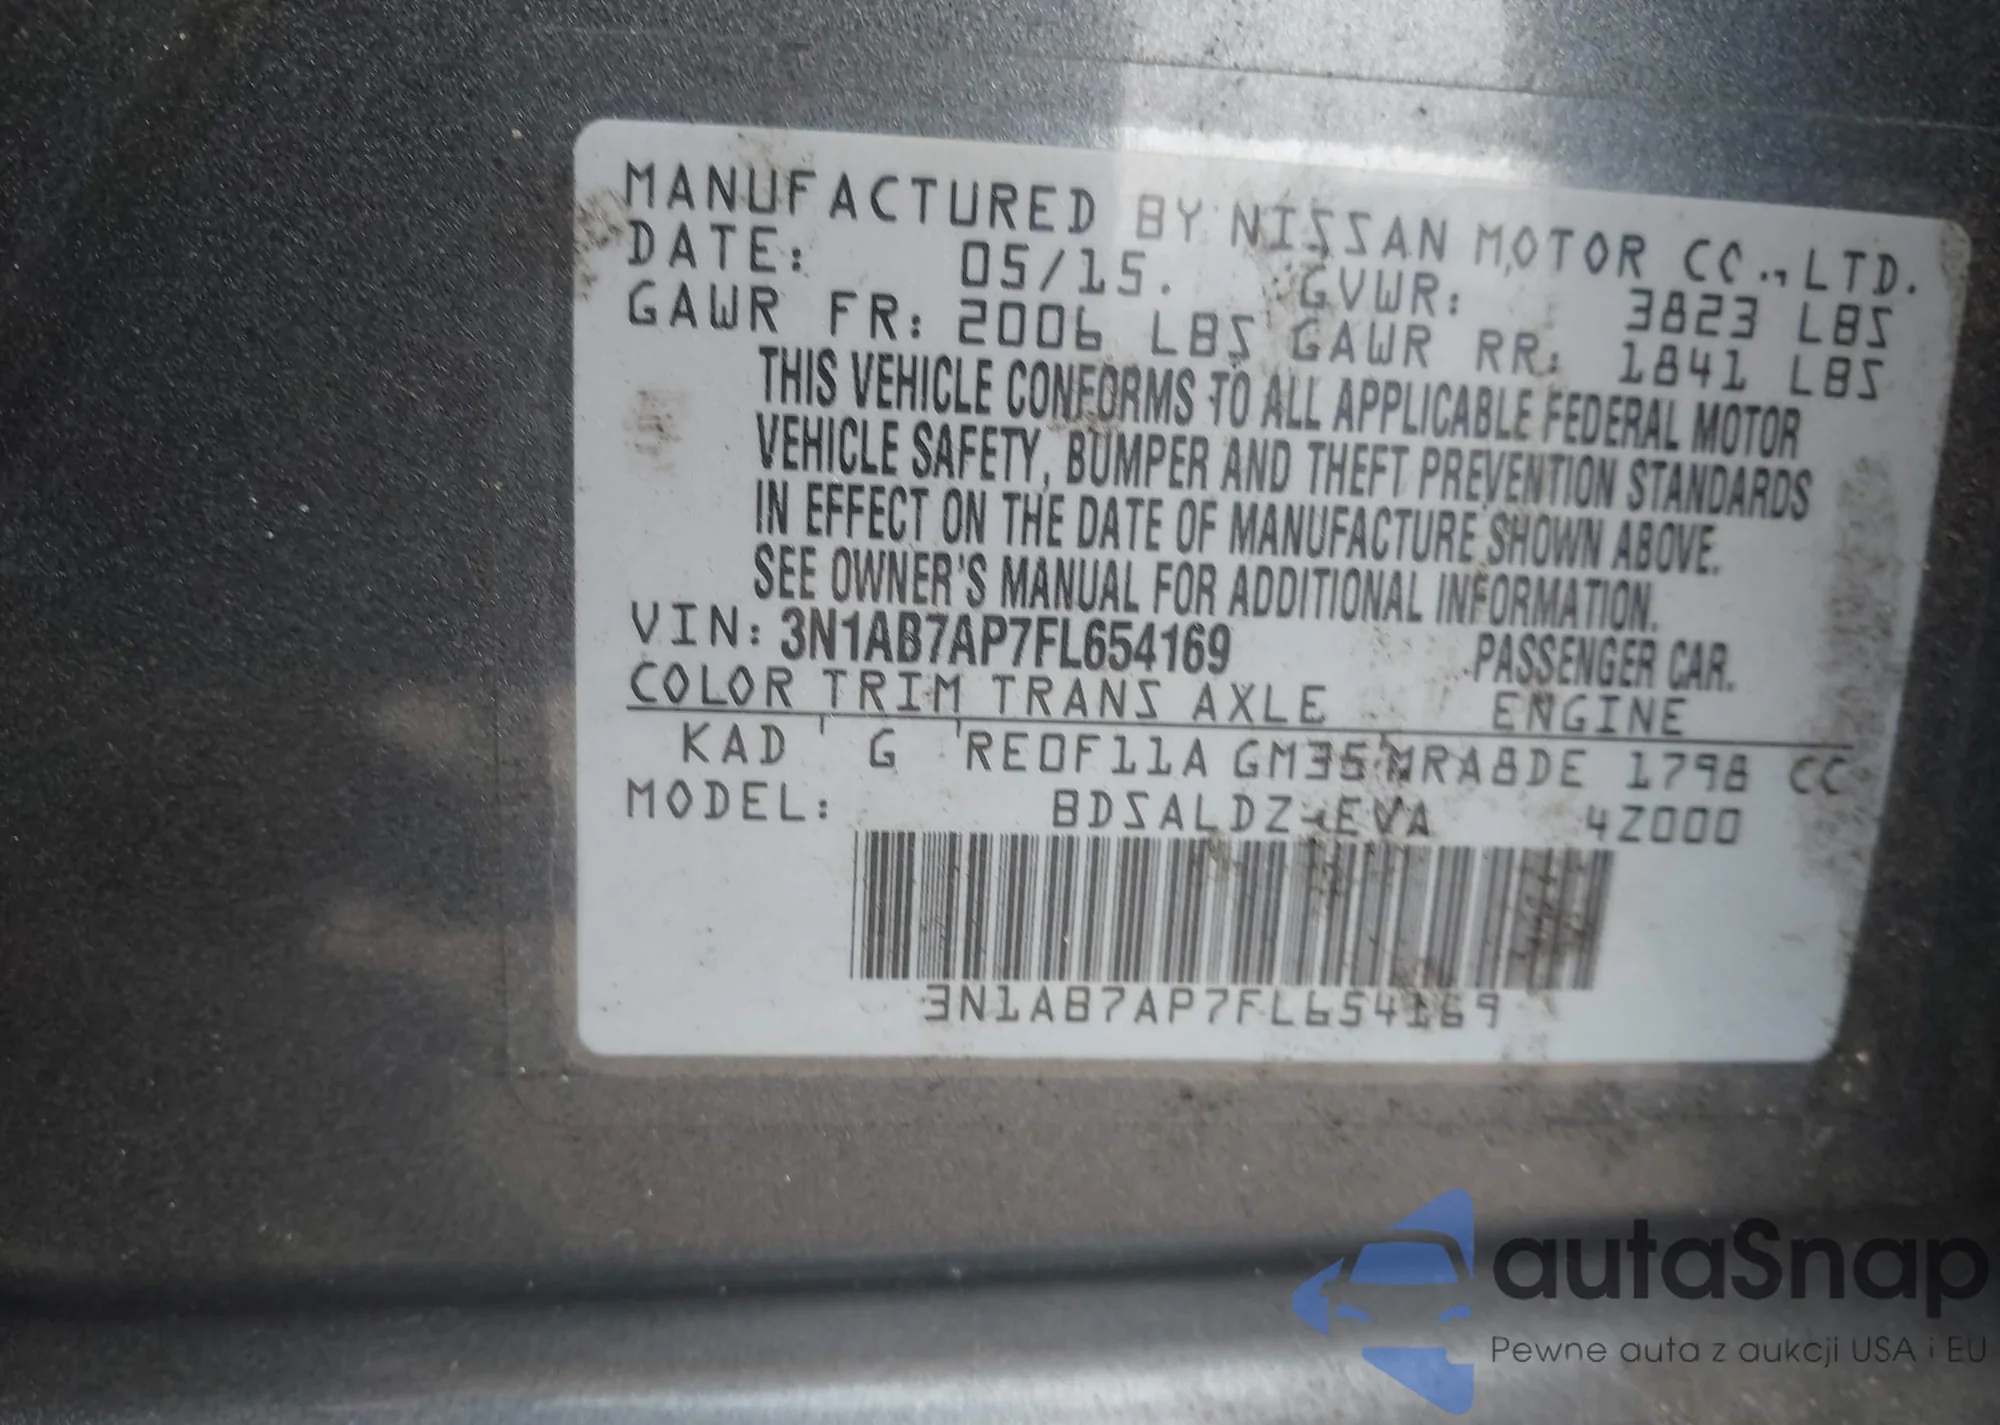 MANUFACTURED BY NISSAN MOTOR CO., LTD.
DATE: 05/15. GVWR: 3823 LBS
GAWR FR: 2006 LBS GAWR RR: 1841 LBS
THIS VEHICLE CONFORMS TO ALL APPLICABLE FEDERAL MOTOR
VEHICLE SAFETY, BUMPER AND THEFT PREVENTION STANDARDS
IN EFFECT ON THE DATE OF MANUFACTURE SHOWN ABOVE.
SEE OWNER'S MANUAL FOR ADDITIONAL INFORMATION.
VIN: 3N1AB7AP7FL654169 PASSENGER CAR.
COLOR TRIM TRANS AXLE ENGINE
KAD G RE0F11A GM35 MRA8DE 1798 CC
MODEL: BDSALDZ-EVA 4Z000
3N1AB7AP7FL654169
autaSnap
Pewne auta z aukcji USA i EU